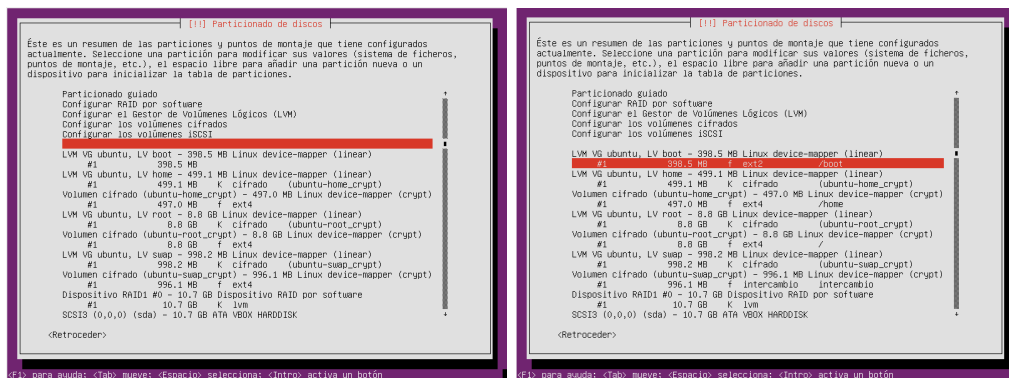 [!!] Particionado de discos
Éste es un resumen de las particiones y puntos de montaje que tiene configurados
actualmente. Seleccione una partición para modificar sus valores (sistema de ficheros,
puntos de montaje, etc.), el espacio libre para añadir una partición nueva o un
dispositivo para inicializar la tabla de particiones.
Particionado guiado
Configurar RAID por software
Configurar el Gestor de Volúmenes Lógicos (LVM)
Configurar los volúmenes cifrados
Configurar los volúmenes iSCSI
LVM VG ubuntu, LV boot - 398.5 MB Linux device-mapper (linear)
#1 398.5 MB
LVM VG ubuntu, LV home - 499.1 MB Linux device-mapper (linear)
#1 499.1 MB K cifrado (ubuntu-home_crypt)
Volumen cifrado (ubuntu-home_crypt) - 497.0 MB Linux device-mapper (crypt)
#1 497.0 MB f ext4
LVM VG ubuntu, LV root - 8.8 GB Linux device-mapper (linear)
#1 8.8 GB K cifrado (ubuntu-root_crypt)
Volumen cifrado (ubuntu-root_crypt) - 8.8 GB Linux device-mapper (crypt)
#1 8.8 GB f ext4
LVM VG ubuntu, LV swap - 998.2 MB Linux device-mapper (linear)
#1 998.2 MB K cifrado (ubuntu-swap_crypt)
Volumen cifrado (ubuntu-swap_crypt) - 996.1 MB Linux device-mapper (crypt)
#1 996.1 MB f ext4
Dispositivo RAID1 #0 - 10.7 GB Dispositivo RAID por software
#1 10.7 GB K lvm
SCSI3 (0,0,0) (sda) - 10.7 GB ATA VBOX HARDDISK
<Retroceder>
<F1> para ayuda; <Tab> mueve; <Espacio> selecciona; <Intro> activa un botón
[!!] Particionado de discos
Éste es un resumen de las particiones y puntos de montaje que tiene configurados
actualmente. Seleccione una partición para modificar sus valores (sistema de ficheros,
puntos de montaje, etc.), el espacio libre para añadir una partición nueva o un
dispositivo para inicializar la tabla de particiones.
Particionado guiado
Configurar RAID por software
Configurar el Gestor de Volúmenes Lógicos (LVM)
Configurar los volúmenes cifrados
Configurar los volúmenes iSCSI
LVM VG ubuntu, LV boot - 398.5 MB Linux device-mapper (linear)
#1 398.5 MB f ext2 /boot
LVM VG ubuntu, LV home - 499.1 MB Linux device-mapper (linear)
#1 499.1 MB K cifrado (ubuntu-home_crypt)
Volumen cifrado (ubuntu-home_crypt) - 497.0 MB Linux device-mapper (crypt)
#1 497.0 MB f ext4 /home
LVM VG ubuntu, LV root - 8.8 GB Linux device-mapper (linear)
#1 8.8 GB K cifrado (ubuntu-root_crypt)
Volumen cifrado (ubuntu-root_crypt) - 8.8 GB Linux device-mapper (crypt)
#1 8.8 GB f ext4 /
LVM VG ubuntu, LV swap - 998.2 MB Linux device-mapper (linear)
#1 998.2 MB K cifrado (ubuntu-swap_crypt)
Volumen cifrado (ubuntu-swap_crypt) - 996.1 MB Linux device-mapper (crypt)
#1 996.1 MB f intercambio intercambio
Dispositivo RAID1 #0 - 10.7 GB Dispositivo RAID por software
#1 10.7 GB K lvm
SCSI3 (0,0,0) (sda) - 10.7 GB ATA VBOX HARDDISK
<Retroceder>
<F1> para ayuda; <Tab> mueve; <Espacio> selecciona; <Intro> activa un botón